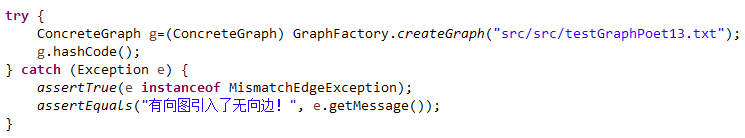 try {
    ConcreteGraph g=(ConcreteGraph) GraphFactory.createGraph("src/src/testGraphPoet13.txt");
    g.hashCode();
} catch (Exception e) {
    assertTrue(e instanceof MismatchEdgeException);
    assertEquals("有向图引入了无向边！", e.getMessage());
}